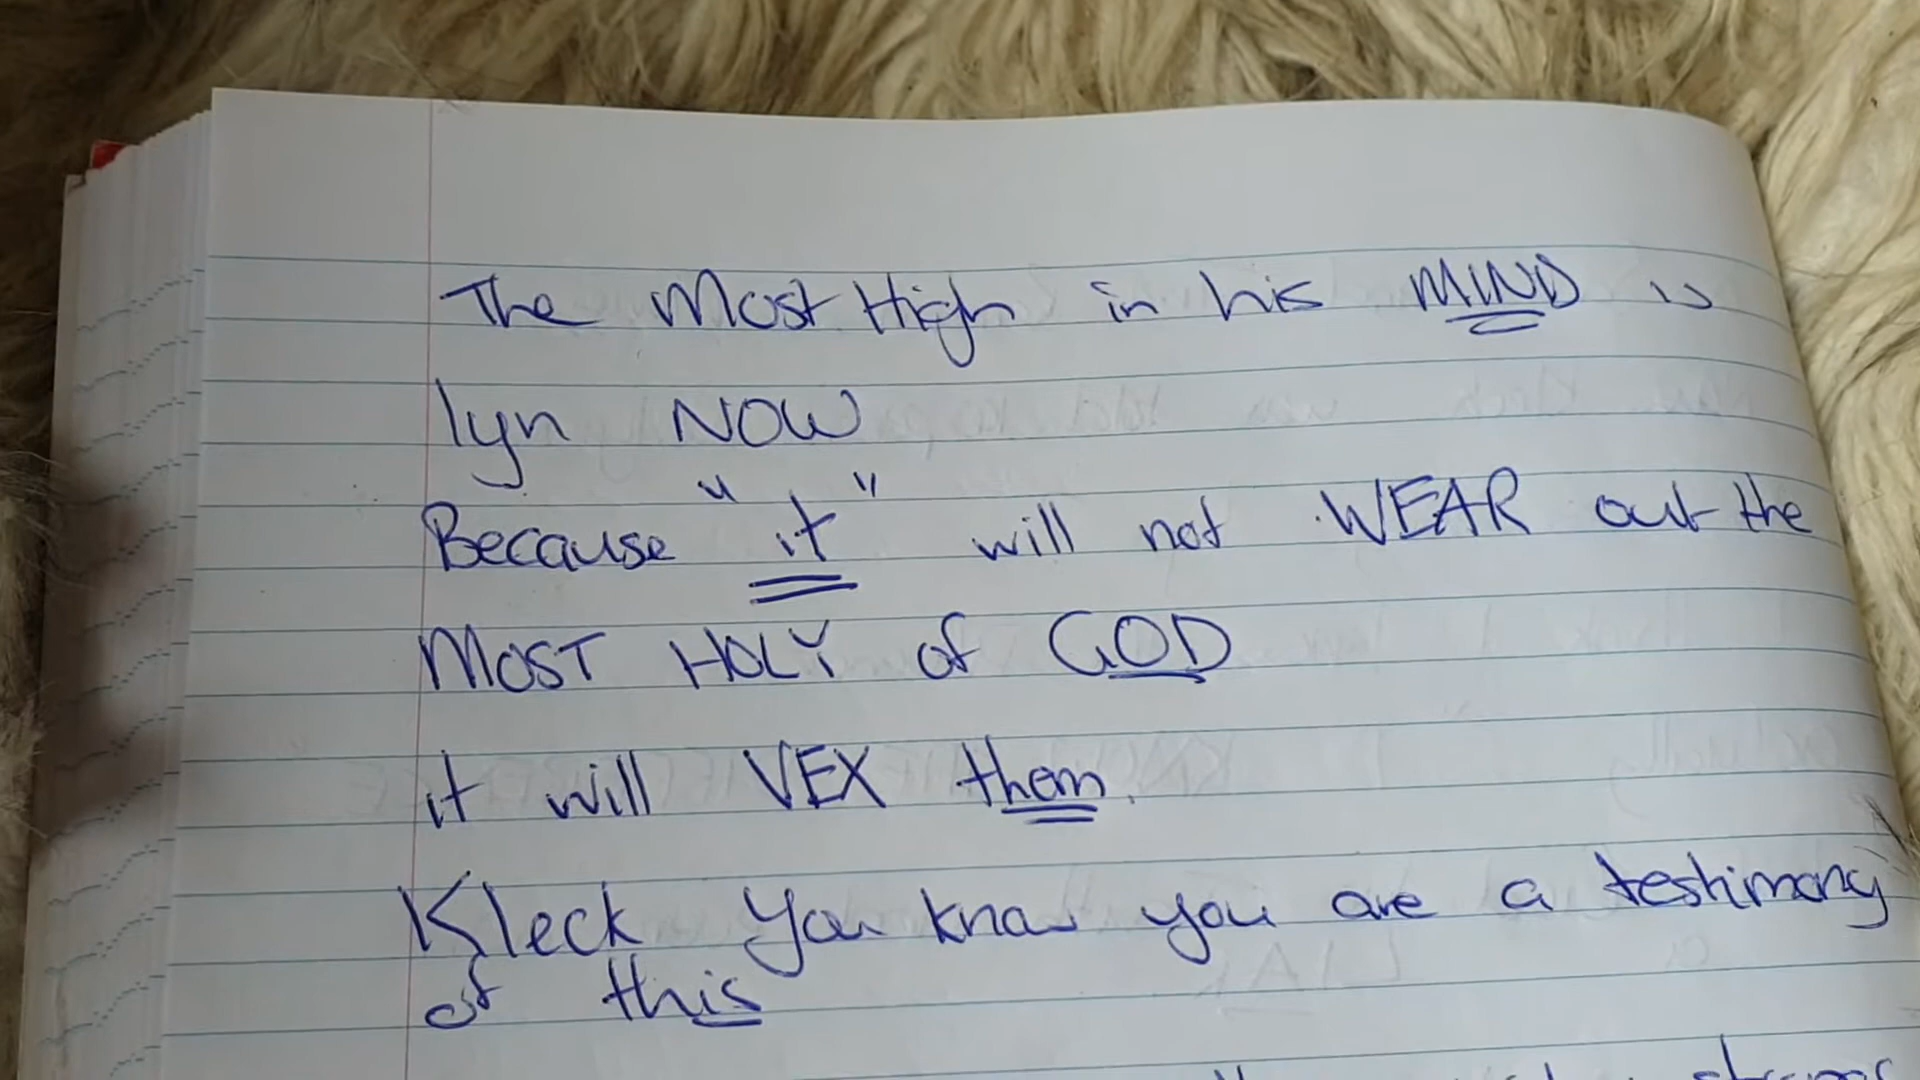 The Most High in his MIND is
lyn NOW
Because "it" will not WEAR out the
MOST HOLY of GOD
it will VEX them.
Kleck you know you are a testimony
of this